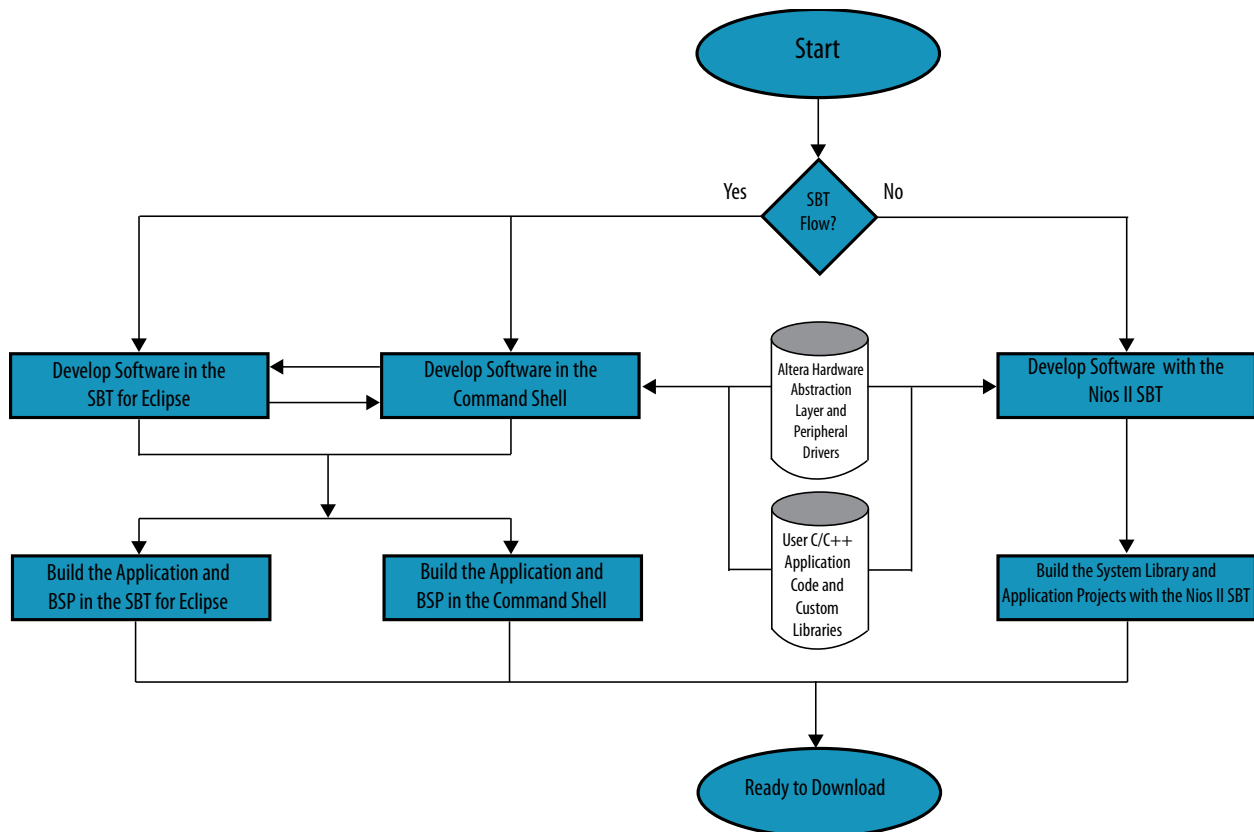 Start
Yes
No
SBT
Flow?
Develop Software in the
SBT for Eclipse
Develop Software in the
Command Shell
Altera Hardware
Abstraction
Layer and
Peripheral
Drivers
Develop Software with the
Nios II SBT
User C/C++
Application
Code and
Custom
Libraries
Build the Application and
BSP in the SBT for Eclipse
Build the Application and
BSP in the Command Shell
Build the System Library and
Application Projects with the Nios II SBT
Ready to Download